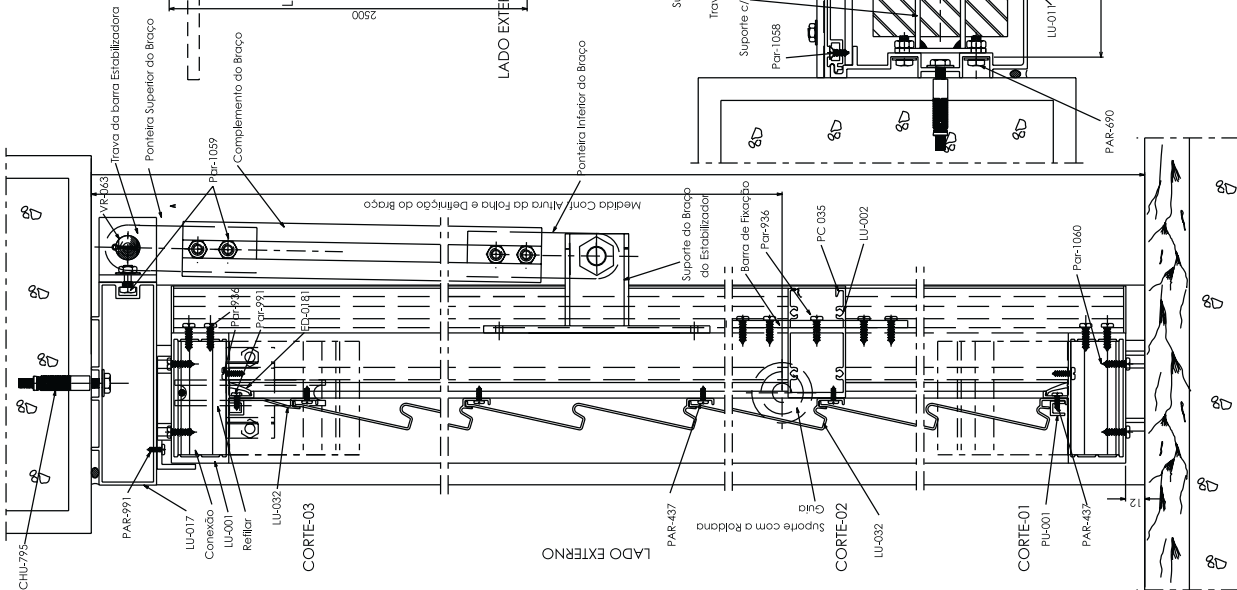 CHU-795
PAR-991
LU-017
Conexão
LU-001
Refilar
LU-032
CORTE-03
Par-936
Par-991
ED-0181
VR-063
Trava da barra Estabilizadora
Ponteira Superior do Braço
Par-1059
Complemento do Braço
Ponteira Inferior do Braço
Medida Conf. Altura da Folha e Definição do Braço
Suporte do Braço
do Estabilizador
Barra de Fixação
Par-936
PC 035
LU-002
Par-1060
LADO EXTERNO
PAR-437
Suporte com a Roldana
Guia
CORTE-02
LU-032
CORTE-01
PU-001
PAR-437
12
2500
LADO EXTE
Trav
Suporte c/
Par-1058
LU-011
PAR-690